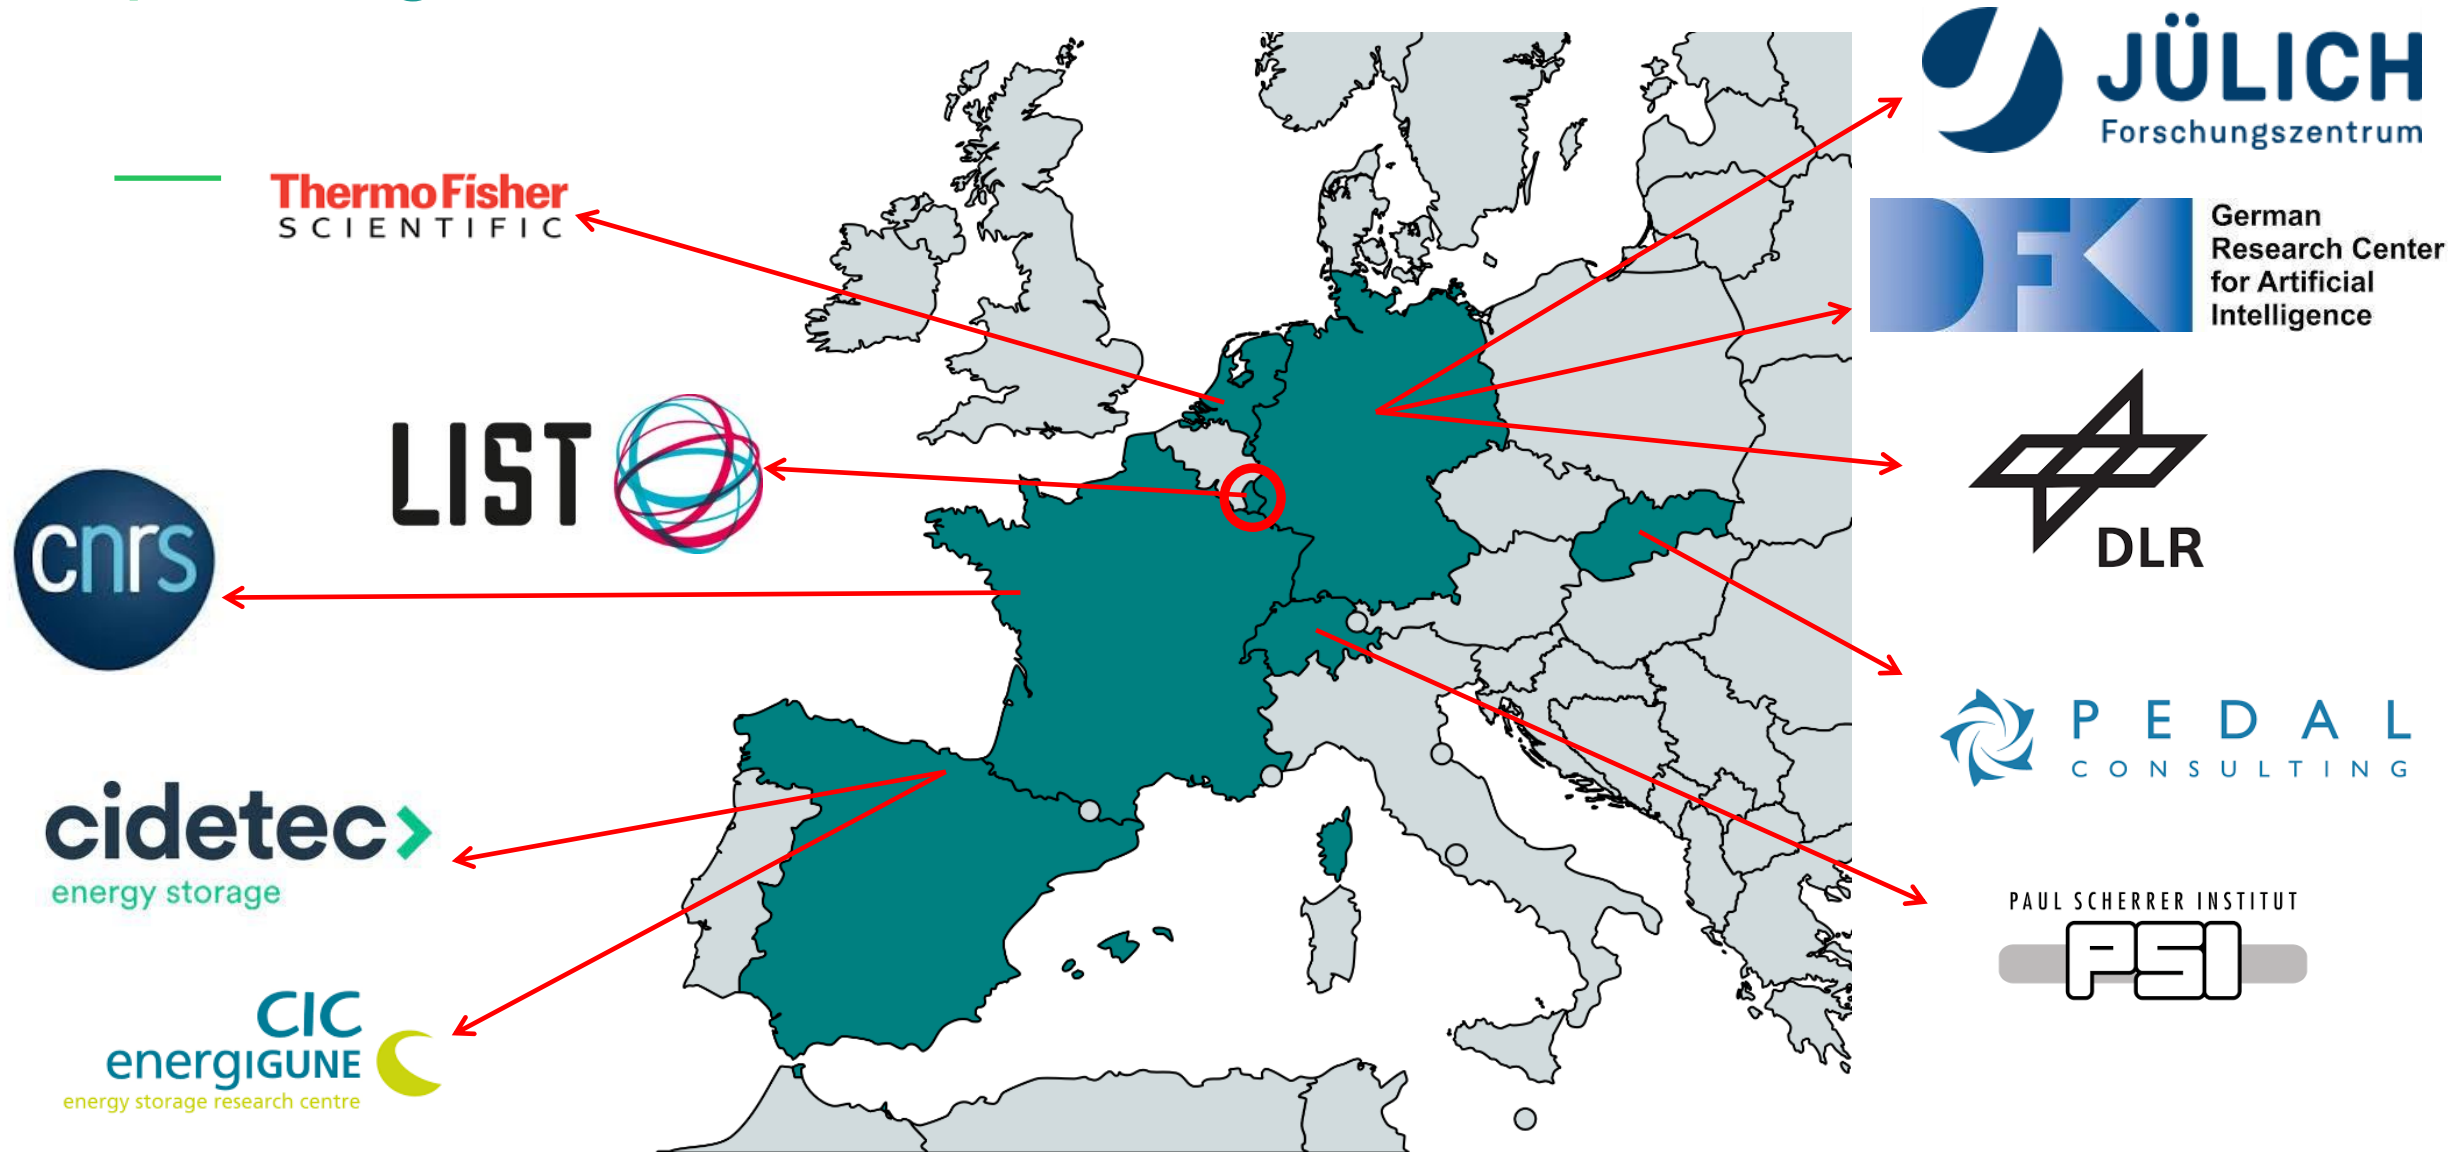 ThermoFisher
SCIENTIFIC
LIST
cnrs
cidetec
energy storage
CIC
energiGUNE
energy storage research centre
JÜLICH
Forschungszentrum
DFK
German
Research Center
for Artificial
Intelligence
DLR
PEDAL
CONSULTING
PAUL SCHERRER INSTITUT
PSI